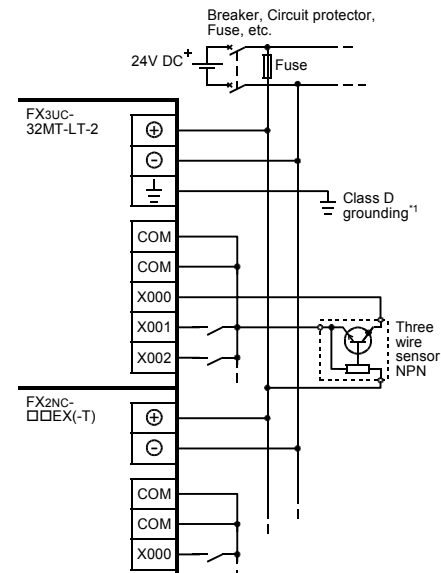 Breaker, Circuit protector,
Fuse, etc.
24V DC
+
Fuse
FX3UC-
32MT-LT-2
+
-
Class D
grounding*1
COM
COM
X000
X001
X002
Three
wire
sensor
NPN
FX2NC-
□□EX(-T)
+
-
COM
COM
X000